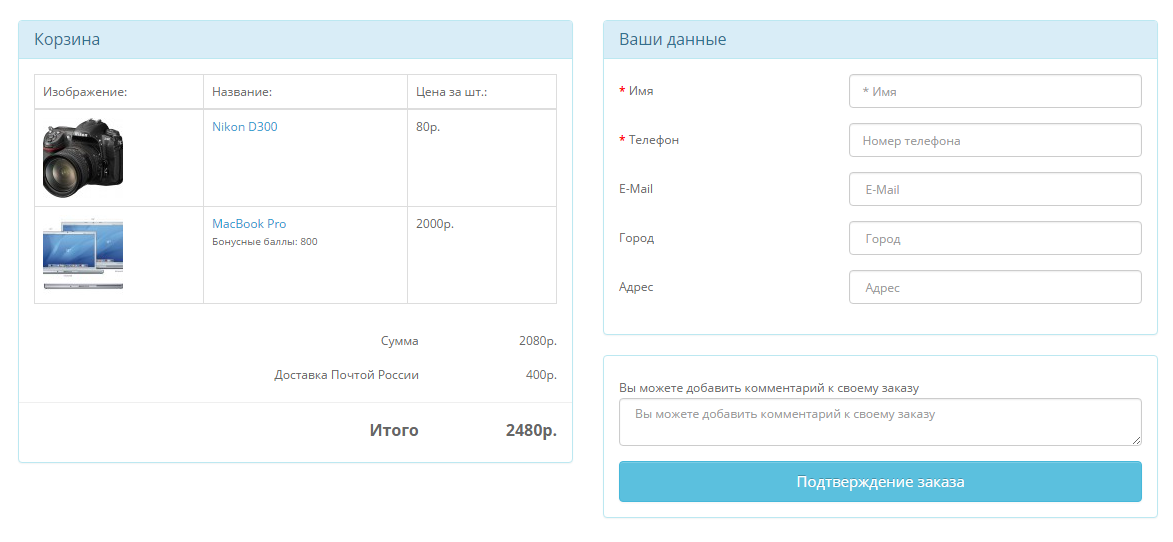 Корзина
Изображение: Название: Цена за шт.:
Nikon D300 80р.
MacBook Pro 2000р.
Бонусные баллы: 800
Сумма 2080р.
Доставка Почтой России 400р.
Итого 2480р.
Ваши данные
* Имя * Имя
* Телефон Номер телефона
E-Mail E-Mail
Город Город
Адрес Адрес
Вы можете добавить комментарий к своему заказу
Вы можете добавить комментарий к своему заказу
Подтверждение заказа